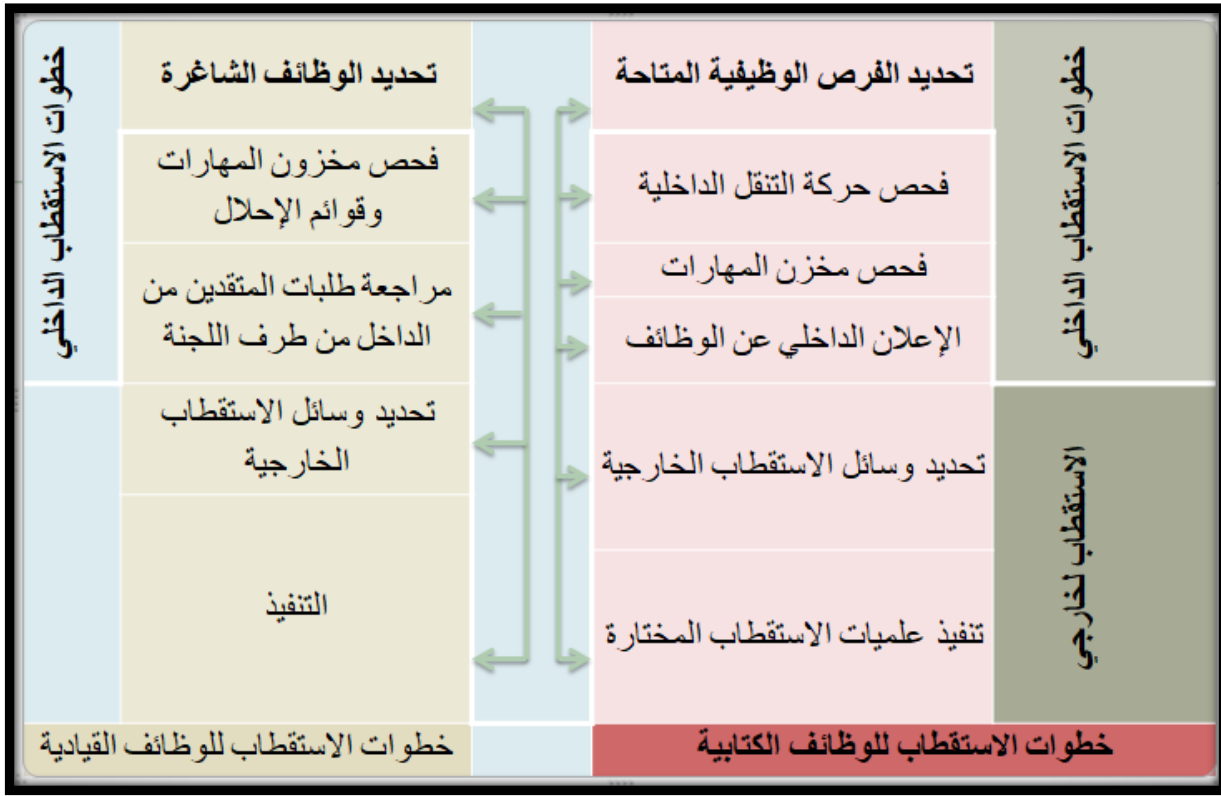 خطوات الاستقطاب الداخلي
تحديد الفرص الوظيفية المتاحة
فحص حركة التنقل الداخلية
فحص مخزن المهارات
الإعلان الداخلي عن الوظائف
الاستقطاب لخارجي
تحديد وسائل الاستقطاب الخارجية
تنفيذ علميات الاستقطاب المختارة
خطوات الاستقطاب للوظائف الكتابية
تحديد الوظائف الشاغرة
فحص مخزون المهارات
وقوائم الإحلال
مراجعة طلبات المتقدين من
الداخل من طرف اللجنة
تحديد وسائل الاستقطاب
الخارجية
التنفيذ
خطوات الاستقطاب للوظائف القيادية
خطوات الاستقطاب الداخلي